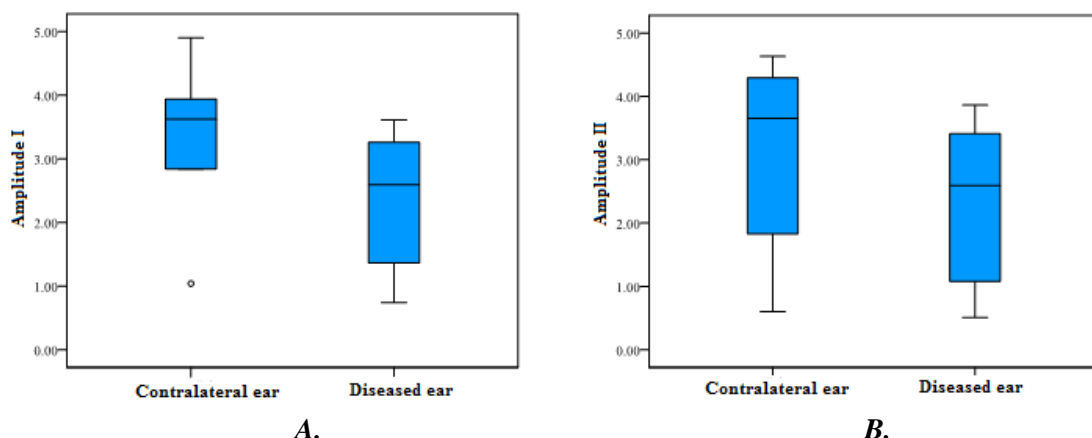 5.00
4.00
3.00
2.00
1.00
0.00
Amplitude I
Contralateral ear
Diseased ear
A.
5.00
4.00
3.00
2.00
1.00
0.00
Amplitude II
Contralateral ear
Diseased ear
B.